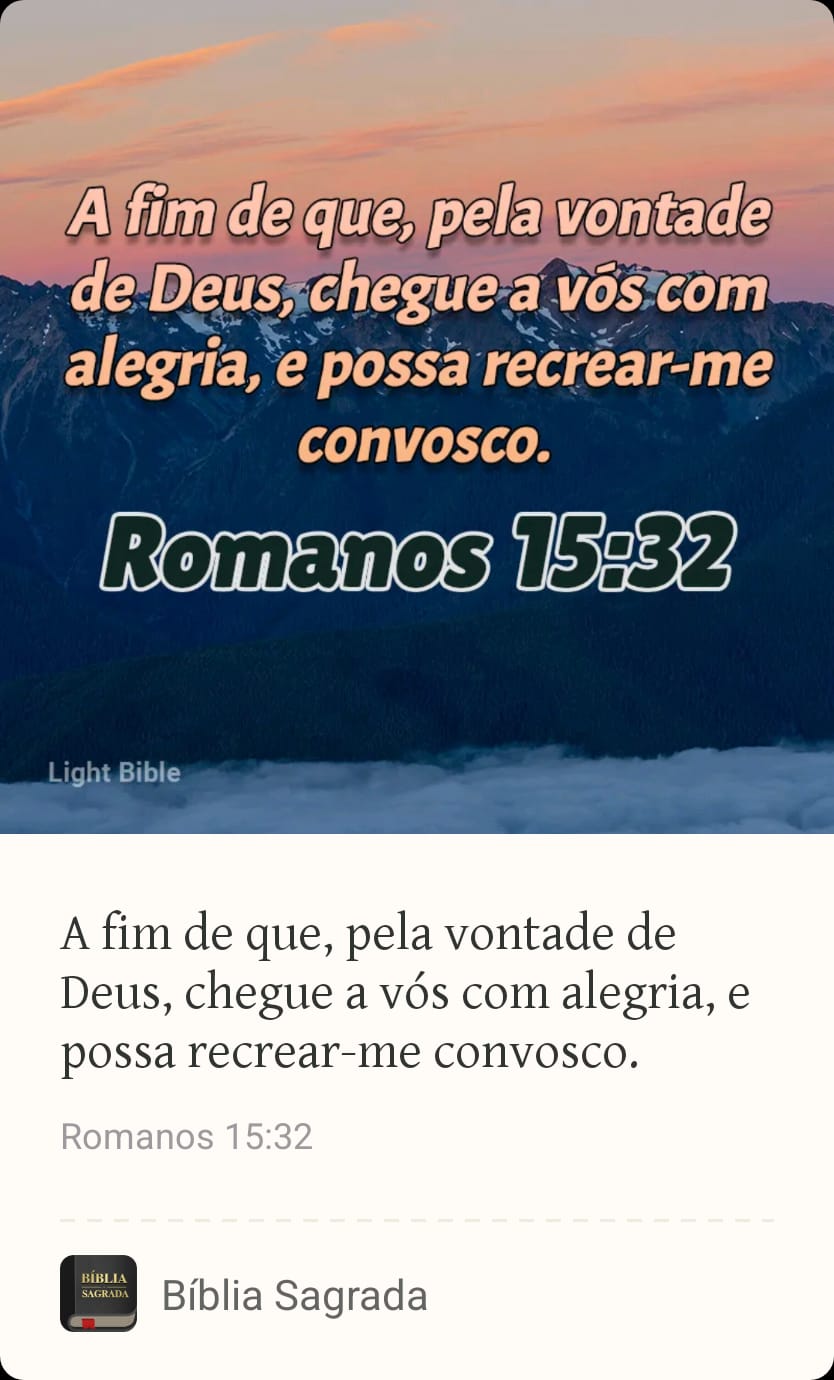 A fim de que, pela vontade
de Deus, chegue a vós com
alegria, e possa recrear-me
convosco.
Romanos 15:32
Light Bible
A fim de que, pela vontade de
Deus, chegue a vós com alegria, e
possa recrear-me convosco.
Romanos 15:32
BÍBLIA
SAGRADA
Bíblia Sagrada